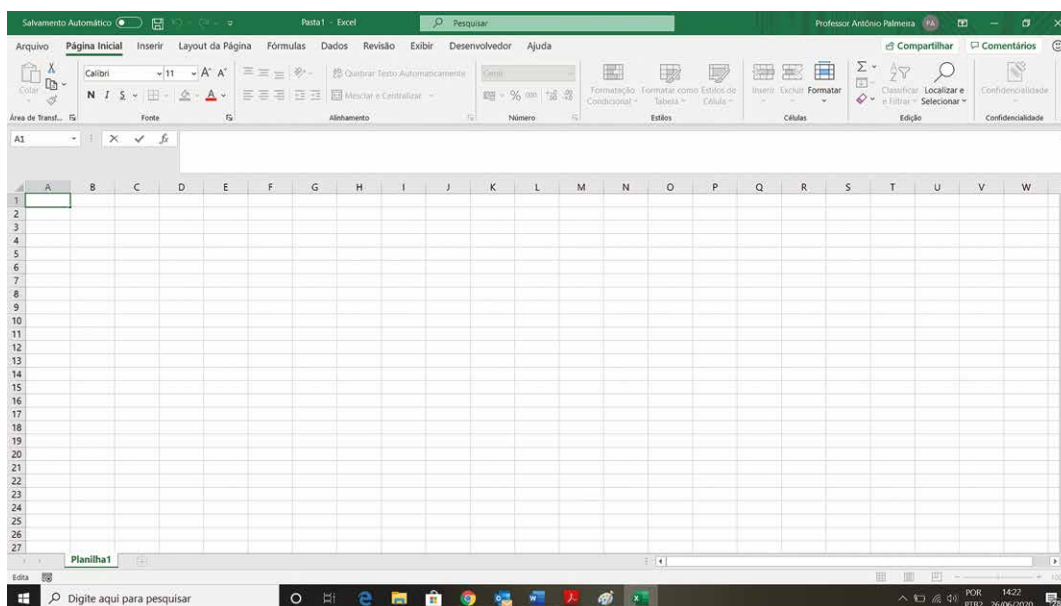 Salvamento Automático
Pasta1 - Excel
Pesquisar
Professor Antônio Palmeira
PA
Arquivo Página Inicial Inserir Layout da Página Fórmulas Dados Revisão Exibir Desenvolvedor Ajuda
Compartilhar Comentários
Colar
Calibri 11 A^ A˅
N I S A
Quebrar Texto Automaticamente
Mesclar e Centralizar
Geral
% 000
Formatação Condicional
Formatar como Tabela
Estilos de Célula
Inserir Excluir Formatar
Σ
Classificar e Filtrar
Localizar e Selecionar
Confidencialidade
Área de Transf... Fonte Alinhamento Número Estilos Células Edição Confidencialidade
A1 fx
A B C D E F G H I J K L M N O P Q R S T U V W
1
2
3
4
5
6
7
8
9
10
11
12
13
14
15
16
17
18
19
20
21
22
23
24
25
26
27
Planilha1
Edita
Digite aqui para pesquisar
POR 14:22
PTB2 26/06/2020